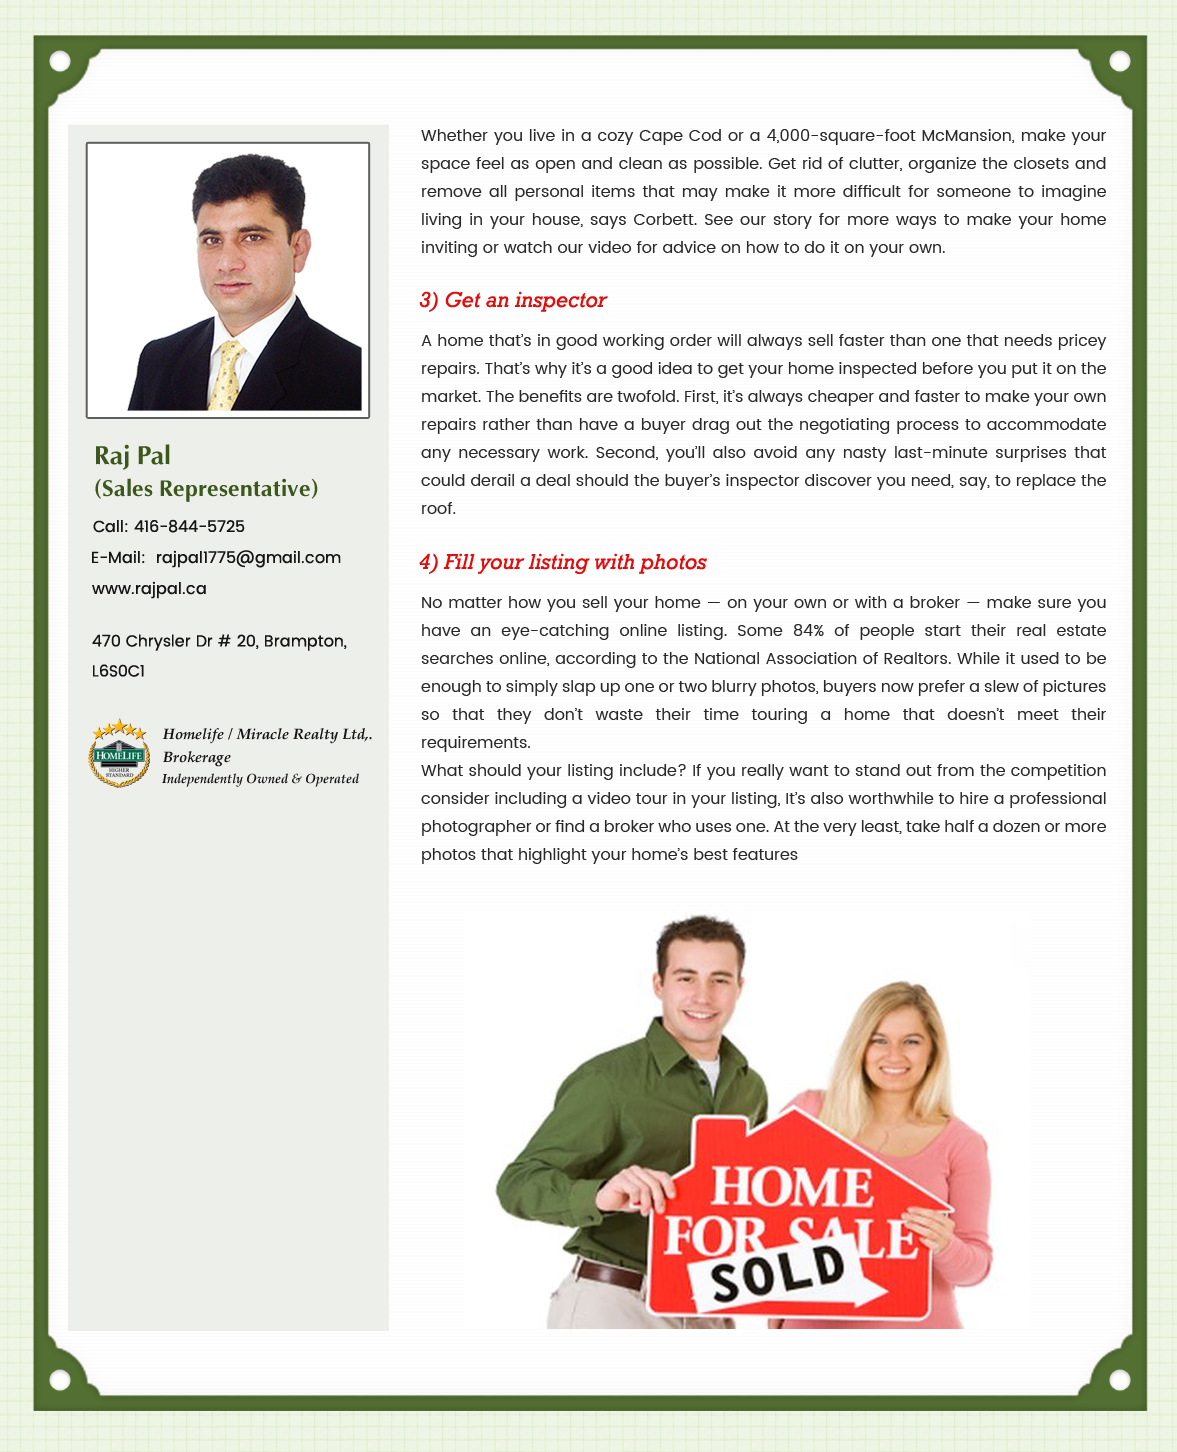 Raj Pal
(Sales Representative)
Call: 416-844-5725
E-Mail: rajpal1775@gmail.com
www.rajpal.ca
470 Chrysler Dr # 20, Brampton,
L6S0C1
HOMELIFE
HIGHER
STANDARD
Homelife / Miracle Realty Ltd,.
Brokerage
Independently Owned & Operated
Whether you live in a cozy Cape Cod or a 4,000-square-foot McMansion, make your
space feel as open and clean as possible. Get rid of clutter, organize the closets and
remove all personal items that may make it more difficult for someone to imagine
living in your house, says Corbett. See our story for more ways to make your home
inviting or watch our video for advice on how to do it on your own.
3) Get an inspector
A home that's in good working order will always sell faster than one that needs pricey
repairs. That's why it's a good idea to get your home inspected before you put it on the
market. The benefits are twofold. First, it's always cheaper and faster to make your own
repairs rather than have a buyer drag out the negotiating process to accommodate
any necessary work. Second, you'll also avoid any nasty last-minute surprises that
could derail a deal should the buyer's inspector discover you need, say, to replace the
roof.
4) Fill your listing with photos
No matter how you sell your home — on your own or with a broker — make sure you
have an eye-catching online listing. Some 84% of people start their real estate
searches online, according to the National Association of Realtors. While it used to be
enough to simply slap up one or two blurry photos, buyers now prefer a slew of pictures
so that they don't waste their time touring a home that doesn't meet their
requirements.
What should your listing include? If you really want to stand out from the competition
consider including a video tour in your listing, It's also worthwhile to hire a professional
photographer or find a broker who uses one. At the very least, take half a dozen or more
photos that highlight your home's best features
HOME
FOR SALE
SOLD